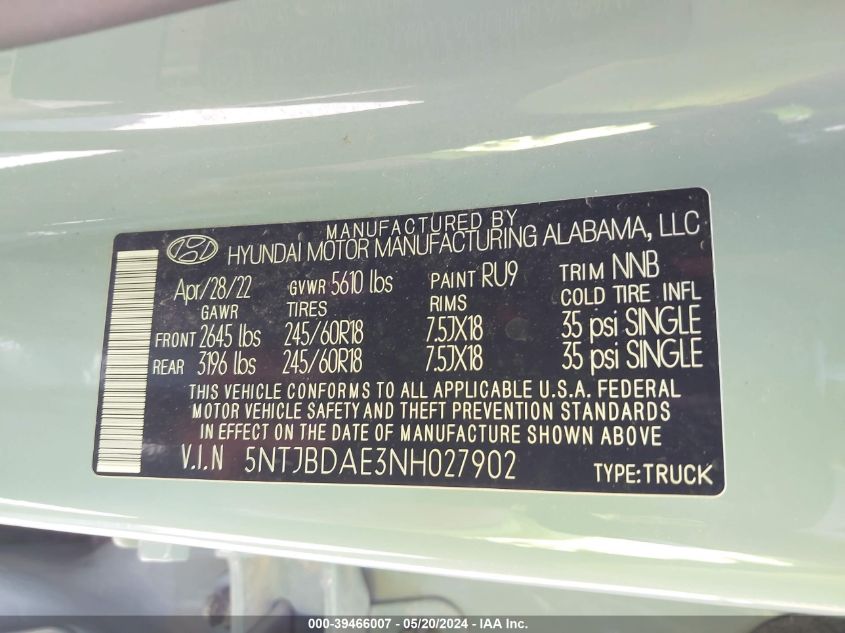 MANUFACTURED BY
HYUNDAI MOTOR MANUFACTURING ALABAMA, LLC
Apr/28/22 GVWR 5610 lbs PAINT RU9 TRIM NNB
GAWR TIRES RIMS COLD TIRE INFL
FRONT 2645 lbs 245/60R18 7.5JX18 35 psi SINGLE
REAR 3196 lbs 245/60R18 7.5JX18 35 psi SINGLE
THIS VEHICLE CONFORMS TO ALL APPLICABLE U.S.A. FEDERAL
MOTOR VEHICLE SAFETY AND THEFT PREVENTION STANDARDS
IN EFFECT ON THE DATE OF MANUFACTURE SHOWN ABOVE
V.I.N 5NTJBDAE3NH027902 TYPE:TRUCK
000-39466007 - 05/20/2024 - IAA Inc.